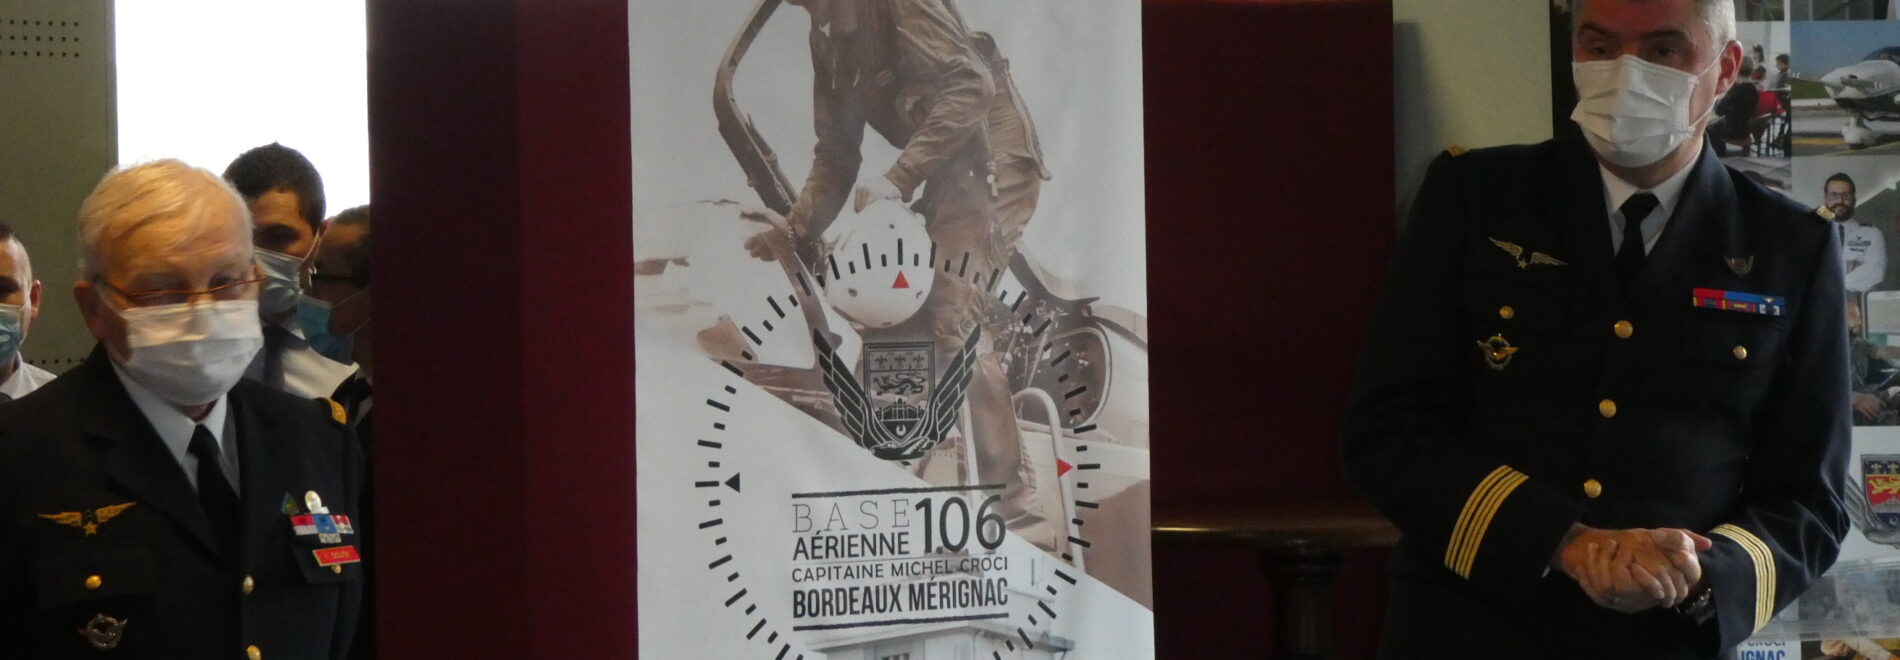 BASE
AÉRIENNE 106
CAPITAINE MICHEL CROCI
BORDEAUX MÉRIGNAC